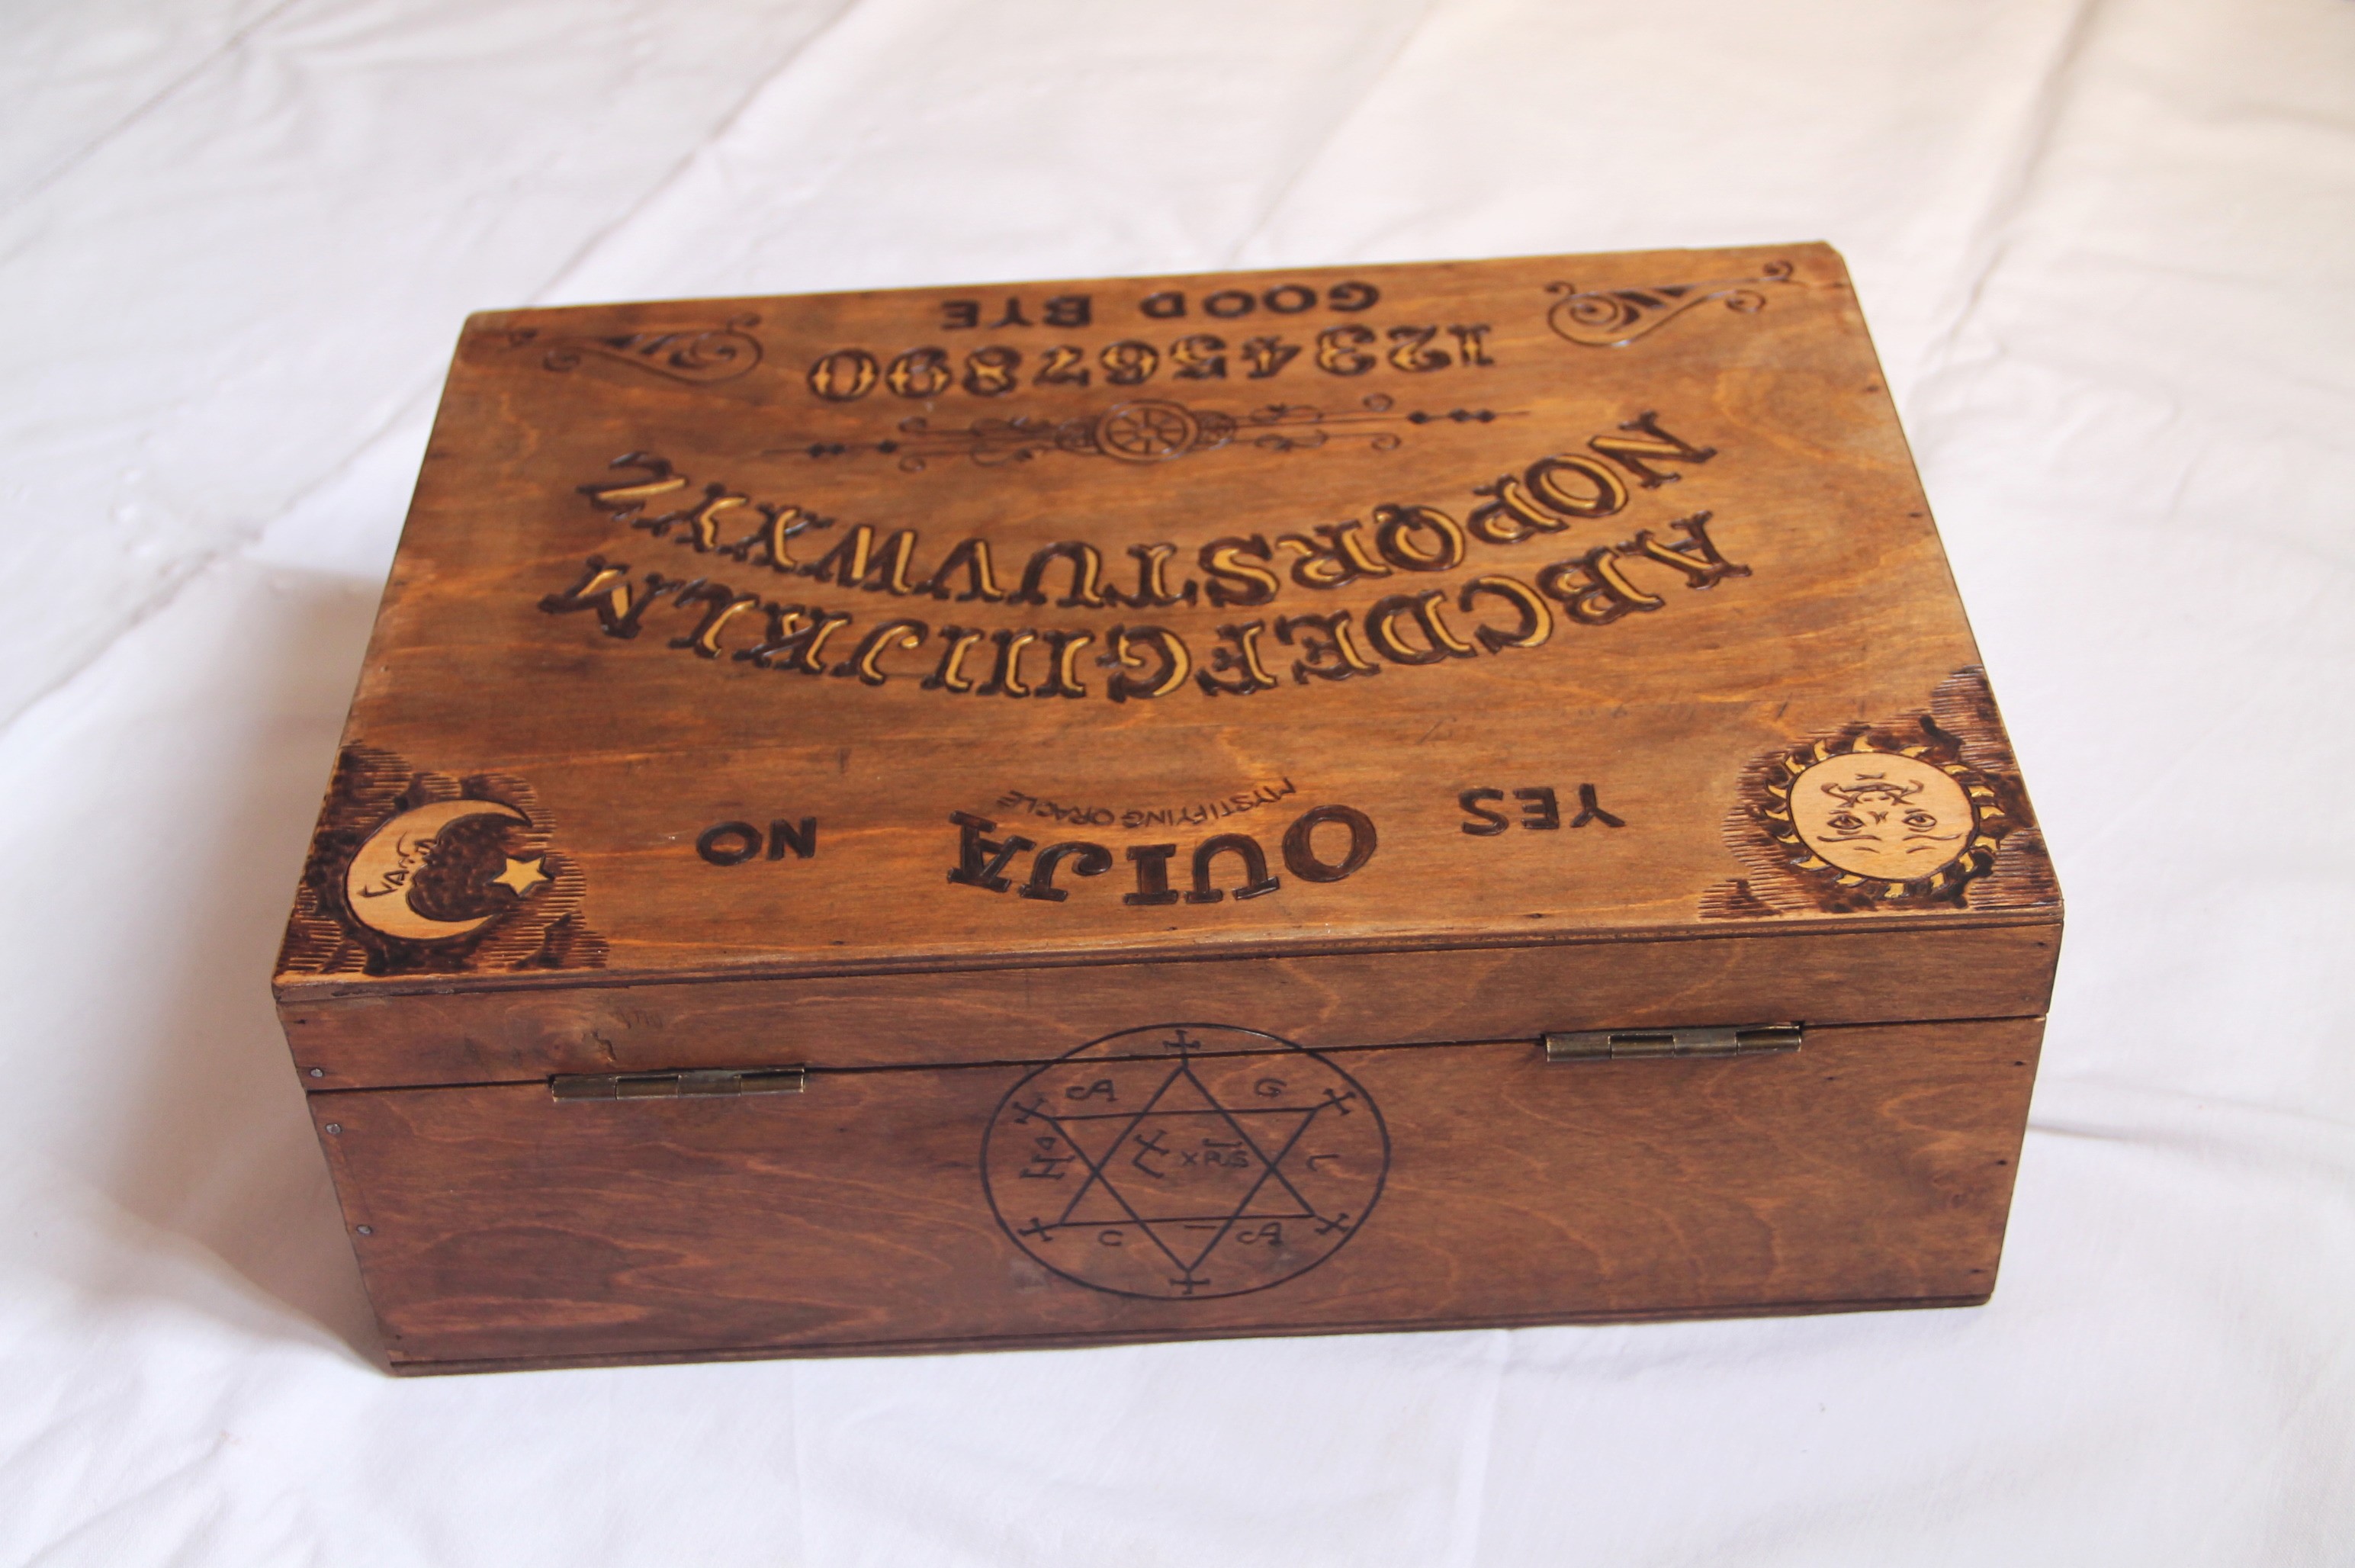 YES OUIJA NO
MYSTIFYING ORACLE
ABCDEFGHIJKLM
NOPQRSTUVWXYZ
1234567890
GOOD BYE
A G
L
C A